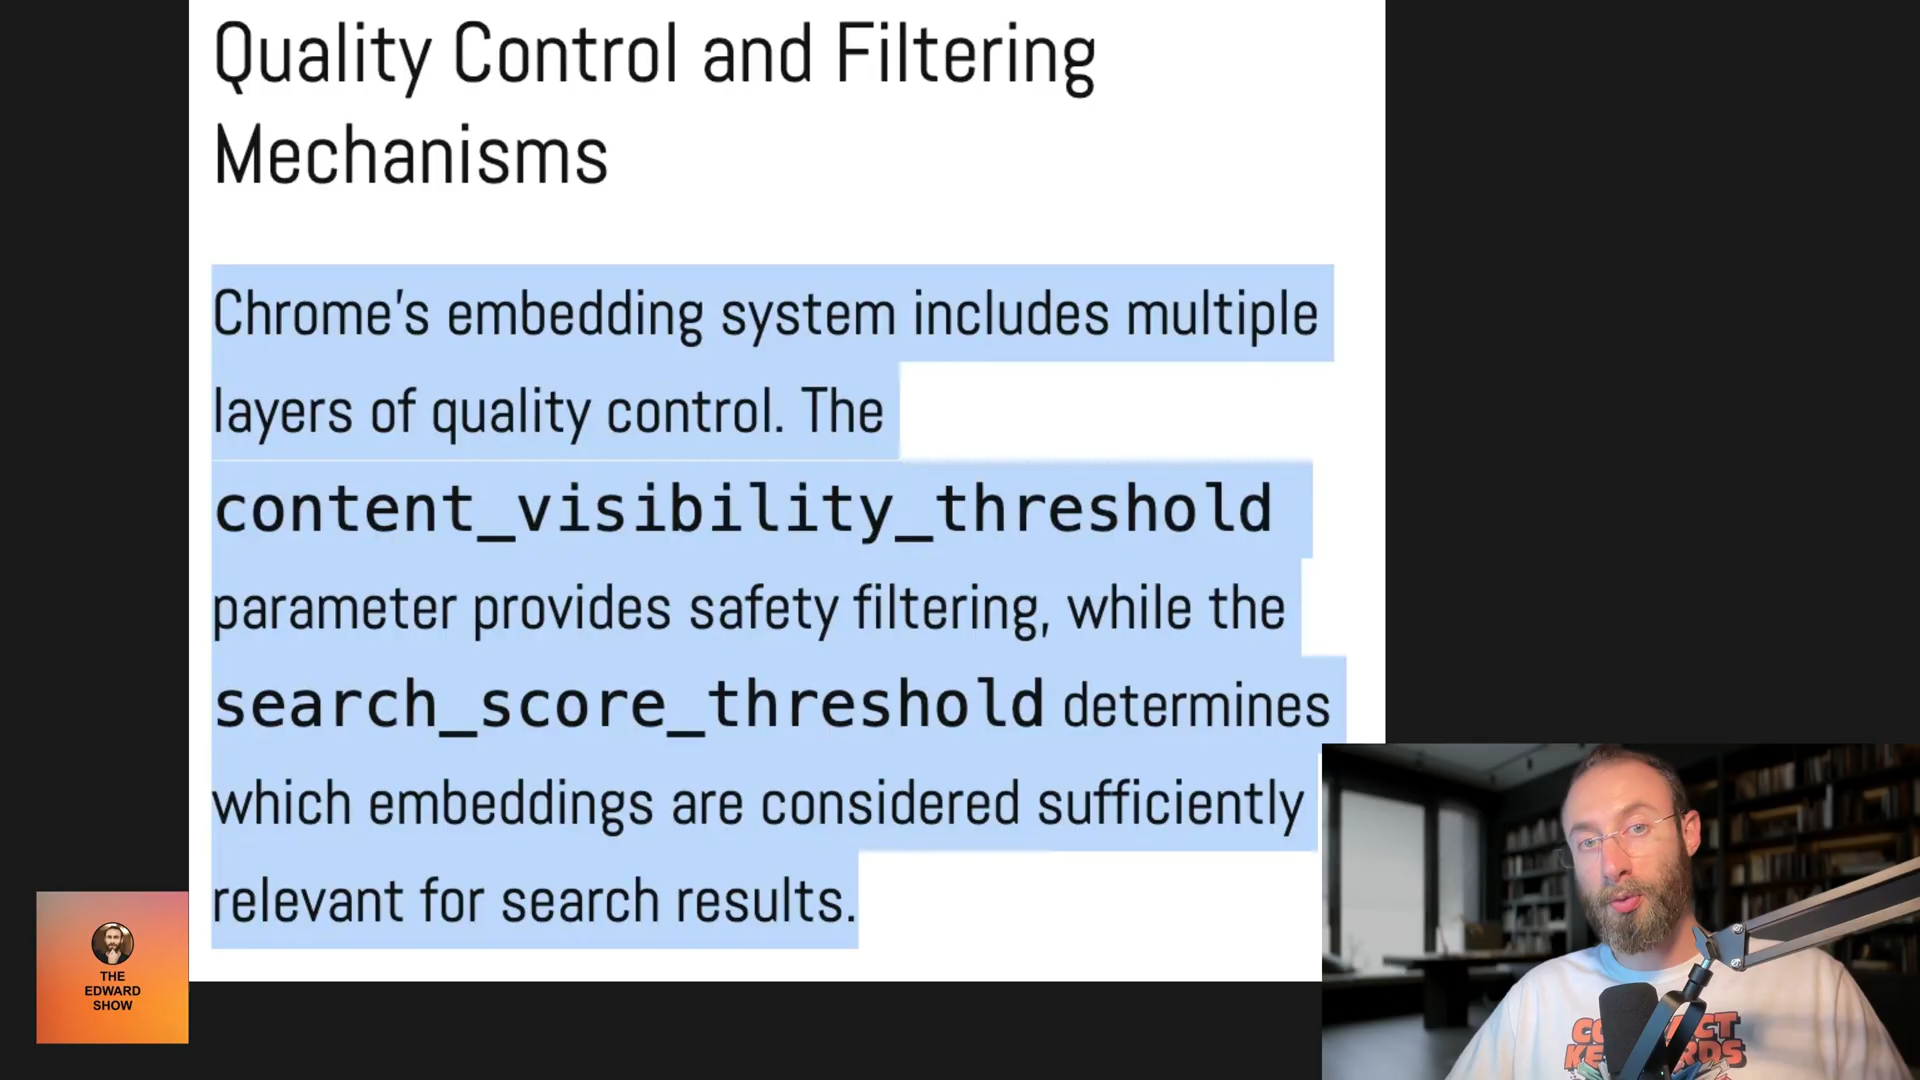 Quality Control and Filtering
Mechanisms
Chrome’s embedding system includes multiple
layers of quality control. The
content_visibility_threshold
parameter provides safety filtering, while the
search_score_threshold determines
which embeddings are considered sufficiently
relevant for search results.
THE
EDWARD
SHOW